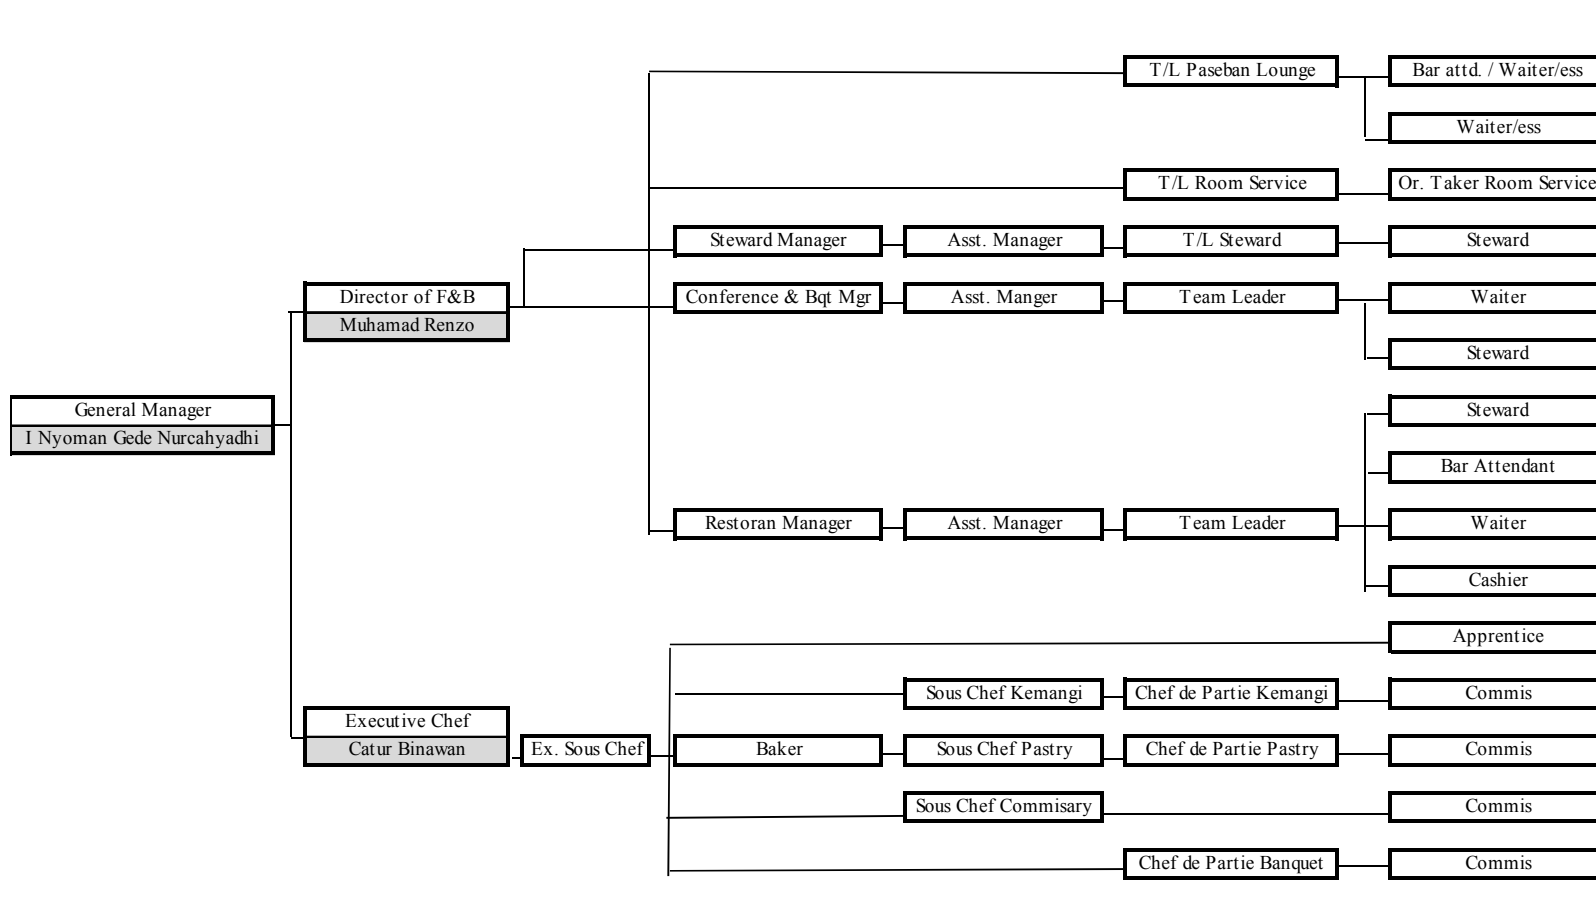 T/L Paseban Lounge
Bar attd. / Waiter/ess
Waiter/ess
T/L Room Service
Or. Taker Room Service
Steward Manager
Asst. Manager
T/L Steward
Steward
Director of F&B
Muhamad Renzo
Conference & Bqt Mgr
Asst. Manger
Team Leader
Waiter
Steward
General Manager
I Nyoman Gede Nurcahyadhi
Steward
Bar Attendant
Restoran Manager
Asst. Manager
Team Leader
Waiter
Cashier
Apprentice
Sous Chef Kemangi
Chef de Partie Kemangi
Commis
Executive Chef
Catur Binawan
Ex. Sous Chef
Baker
Sous Chef Pastry
Chef de Partie Pastry
Commis
Sous Chef Commisary
Commis
Chef de Partie Banquet
Commis